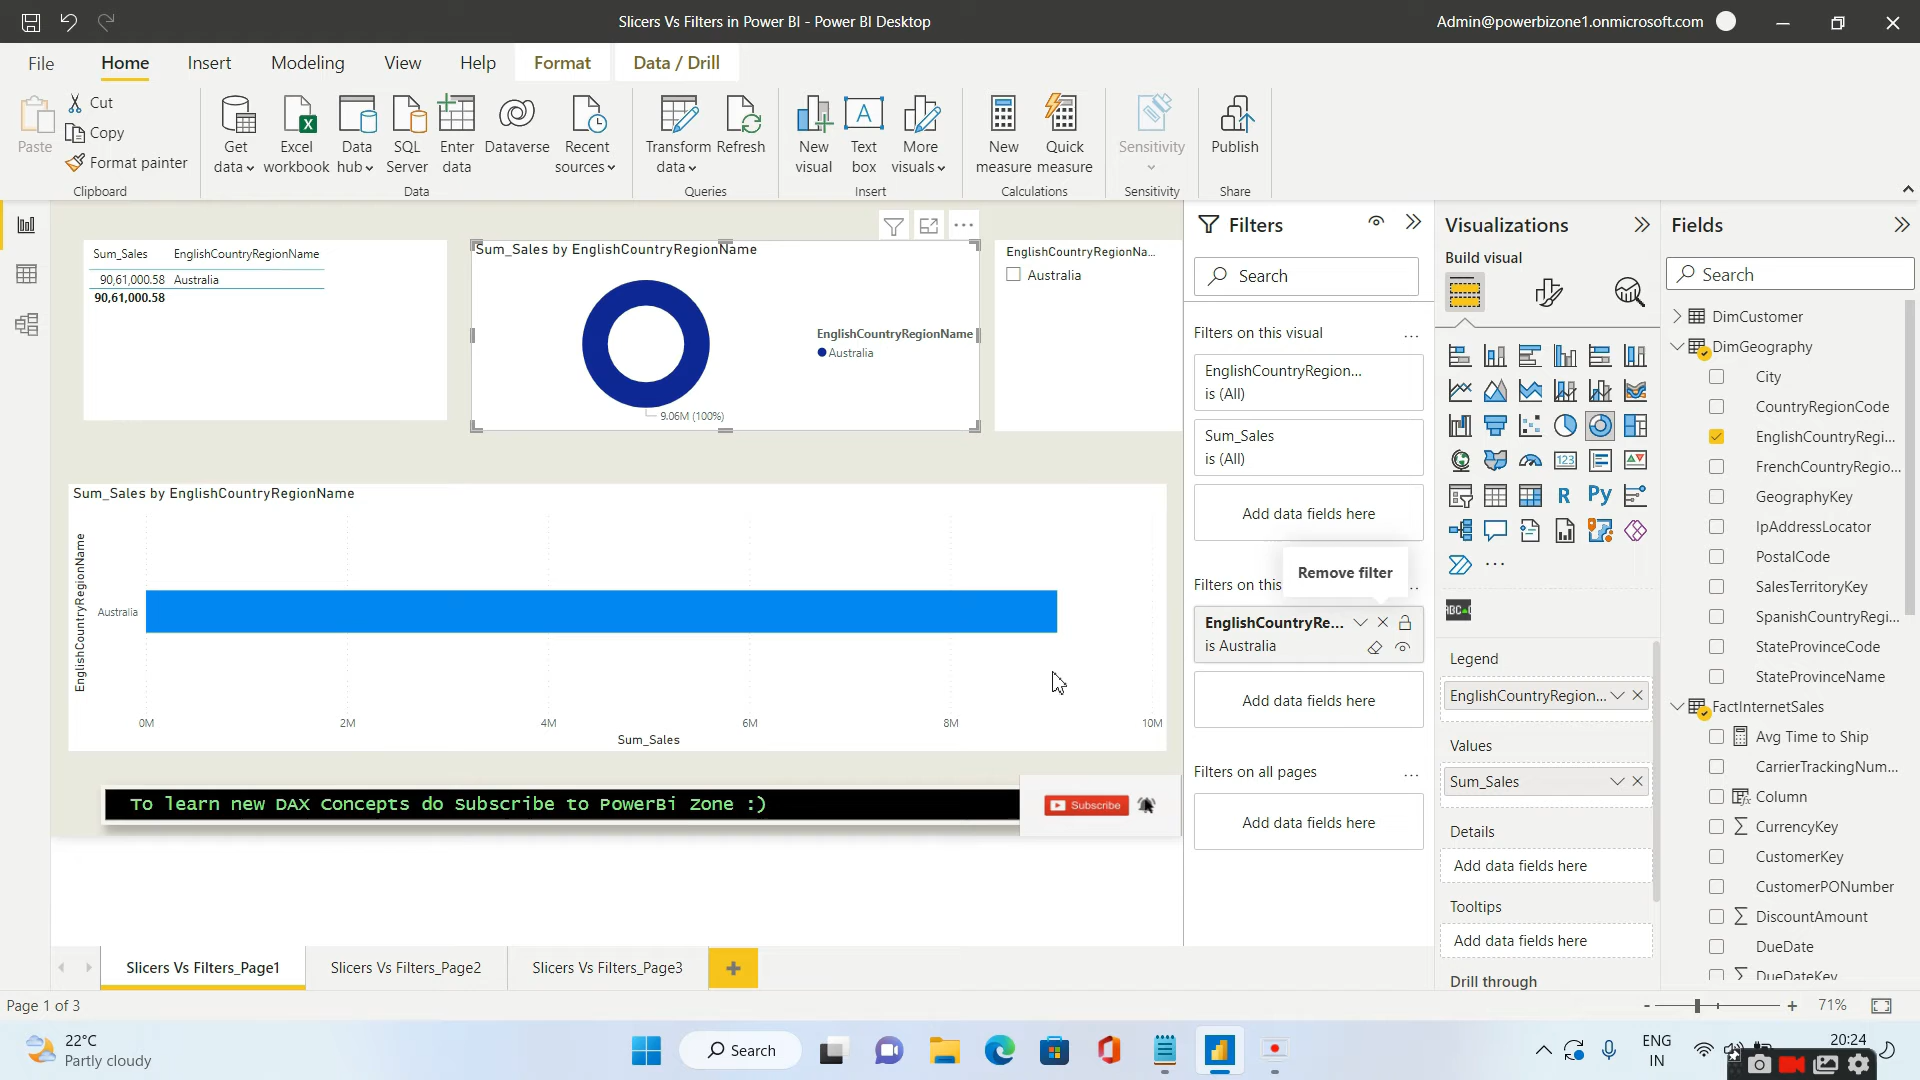 Slicers Vs Filters in Power BI - Power BI Desktop
Admin@powerbizone1.onmicrosoft.com
File
Home
Insert
Modeling
View
Help
Format
Data / Drill
Paste
Cut
Copy
Format painter
Clipboard
Get data
Excel workbook
Data hub
SQL Server
Enter data
Dataverse
Recent sources
Data
Transform data
Refresh
Queries
New visual
Text box
More visuals
Insert
New measure
Quick measure
Calculations
Sensitivity
Sensitivity
Publish
Share
Sum_Sales EnglishCountryRegionName
90,61,000.58 Australia
90,61,000.58
Sum_Sales by EnglishCountryRegionName
EnglishCountryRegionName
Australia
9.06M (100%)
EnglishCountryRegionNa...
Australia
Sum_Sales by EnglishCountryRegionName
EnglishCountryRegionName
Australia
0M 2M 4M 6M 8M 10M
Sum_Sales
To learn new DAX Concepts do Subscribe to PowerBi Zone :)
Subscribe
Filters
Search
Filters on this visual
...
EnglishCountryRegion...
is (All)
Sum_Sales
is (All)
Add data fields here
Remove filter
Filters on this
EnglishCountryRe...
is Australia
Add data fields here
Filters on all pages
...
Add data fields here
Visualizations
Build visual
123
R
Py
...
ABC
Legend
EnglishCountryRegion...
Values
Sum_Sales
Details
Add data fields here
Tooltips
Add data fields here
Drill through
Fields
Search
DimCustomer
DimGeography
City
CountryRegionCode
EnglishCountryRegi...
FrenchCountryRegio...
GeographyKey
IpAddressLocator
PostalCode
SalesTerritoryKey
SpanishCountryRegi...
StateProvinceCode
StateProvinceName
FactInternetSales
Avg Time to Ship
CarrierTrackingNum...
Column
CurrencyKey
CustomerKey
CustomerPONumber
DiscountAmount
DueDate
DueDateKey
Slicers Vs Filters_Page1
Slicers Vs Filters_Page2
Slicers Vs Filters_Page3
Page 1 of 3
71%
22°C
Partly cloudy
Search
ENG
IN
20:24